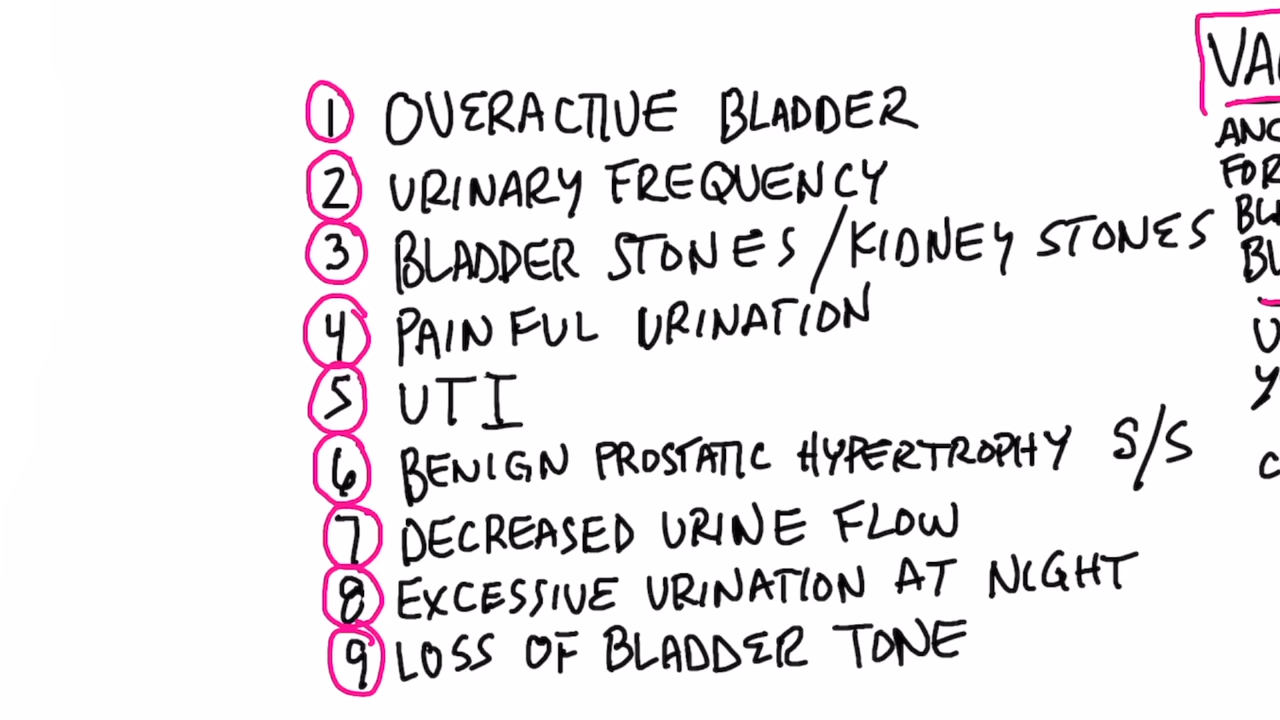 1 OVERACTIVE BLADDER
2 URINARY FREQUENCY
3 BLADDER STONES / KIDNEY STONES
4 PAINFUL URINATION
5 UTI
6 BENIGN PROSTATIC HYPERTROPHY S/S
7 DECREASED URINE FLOW
8 EXCESSIVE URINATION AT NIGHT
9 LOSS OF BLADDER TONE